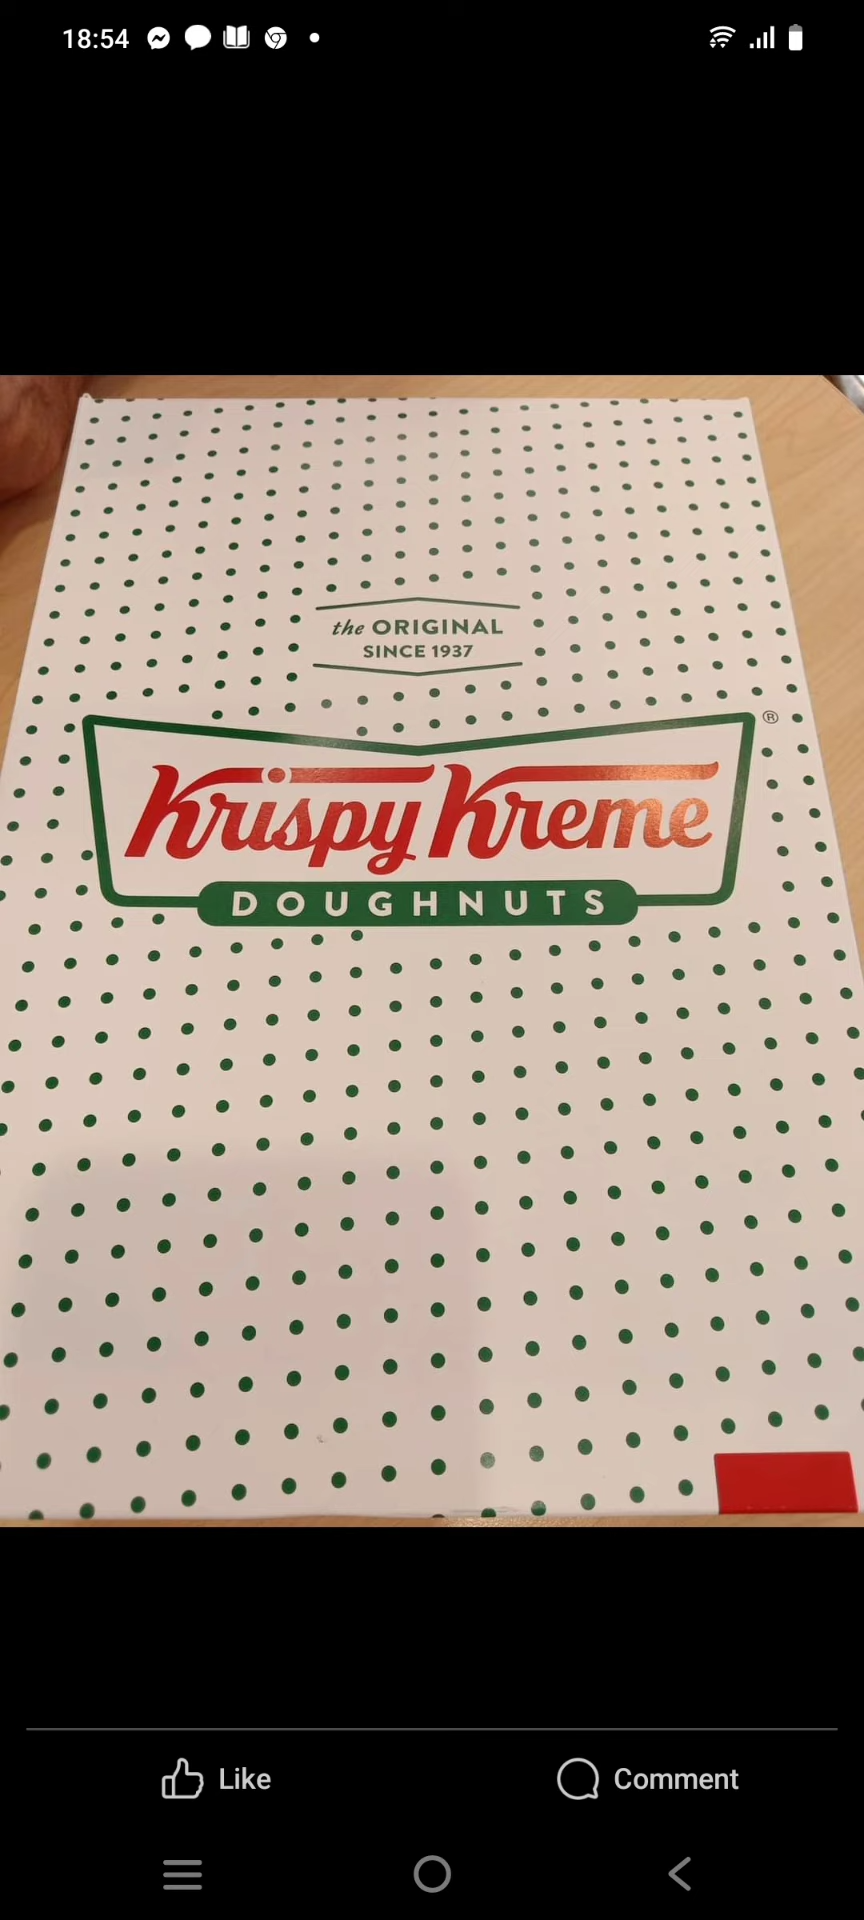 18:54
the ORIGINAL
SINCE 1937
Krispy Kreme ®
DOUGHNUTS
Like
Comment